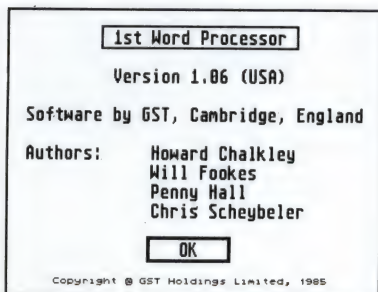 1st Word Processor
Version 1.06 (USA)
Software by GST, Cambridge, England
Authors: Howard Chalkley
Will Fookes
Penny Hall
Chris Scheybeler
OK
Copyright @ GST Holdings Limited, 1985